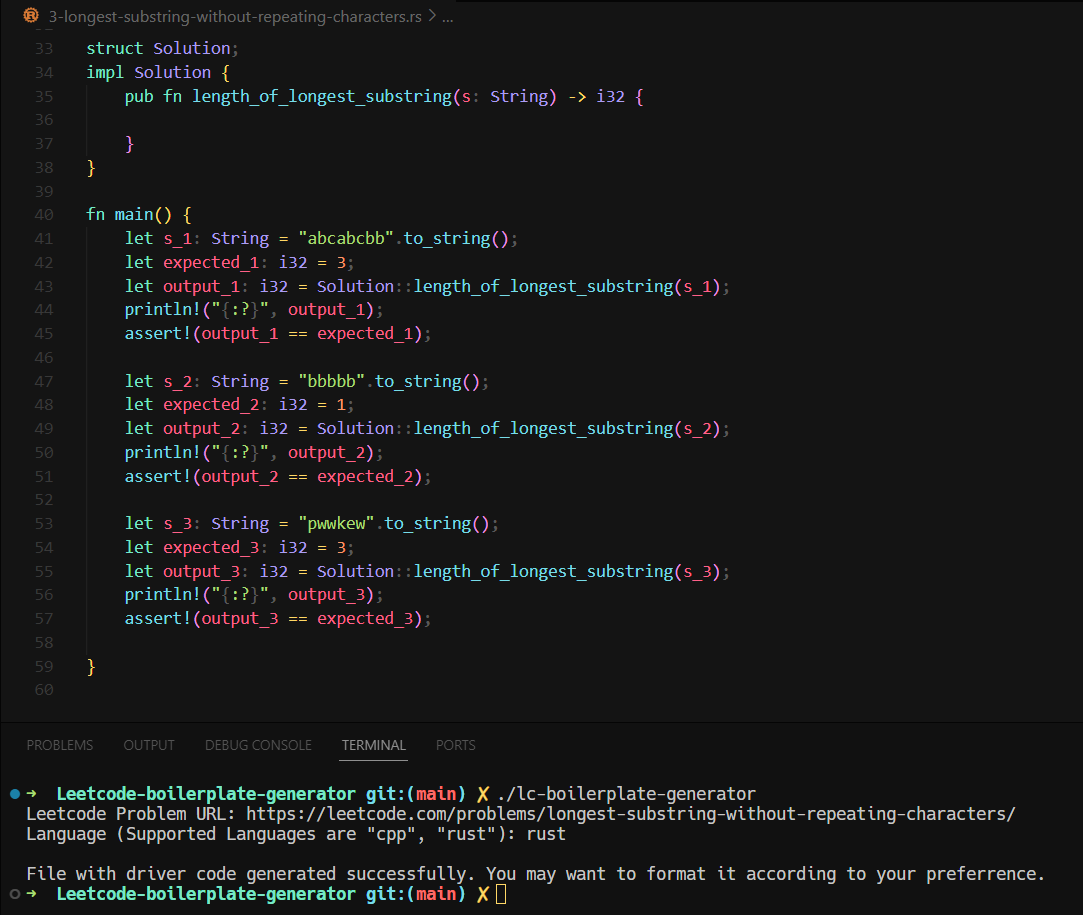 3-longest-substring-without-repeating-characters.rs > ...
33 struct Solution;
34 impl Solution {
35     pub fn length_of_longest_substring(s: String) -> i32 {
36
37     }
38 }
39
40 fn main() {
41     let s_1: String = "abcabcbb".to_string();
42     let expected_1: i32 = 3;
43     let output_1: i32 = Solution::length_of_longest_substring(s_1);
44     println!("{:?}", output_1);
45     assert!(output_1 == expected_1);
46
47     let s_2: String = "bbbbb".to_string();
48     let expected_2: i32 = 1;
49     let output_2: i32 = Solution::length_of_longest_substring(s_2);
50     println!("{:?}", output_2);
51     assert!(output_2 == expected_2);
52
53     let s_3: String = "pwwkew".to_string();
54     let expected_3: i32 = 3;
55     let output_3: i32 = Solution::length_of_longest_substring(s_3);
56     println!("{:?}", output_3);
57     assert!(output_3 == expected_3);
58
59 }
60
PROBLEMS OUTPUT DEBUG CONSOLE TERMINAL PORTS
➜ Leetcode-boilerplate-generator git:(main) ✗ ./lc-boilerplate-generator
Leetcode Problem URL: https://leetcode.com/problems/longest-substring-without-repeating-characters/
Language (Supported Languages are "cpp", "rust"): rust
File with driver code generated successfully. You may want to format it according to your preferrence.
➜ Leetcode-boilerplate-generator git:(main) ✗